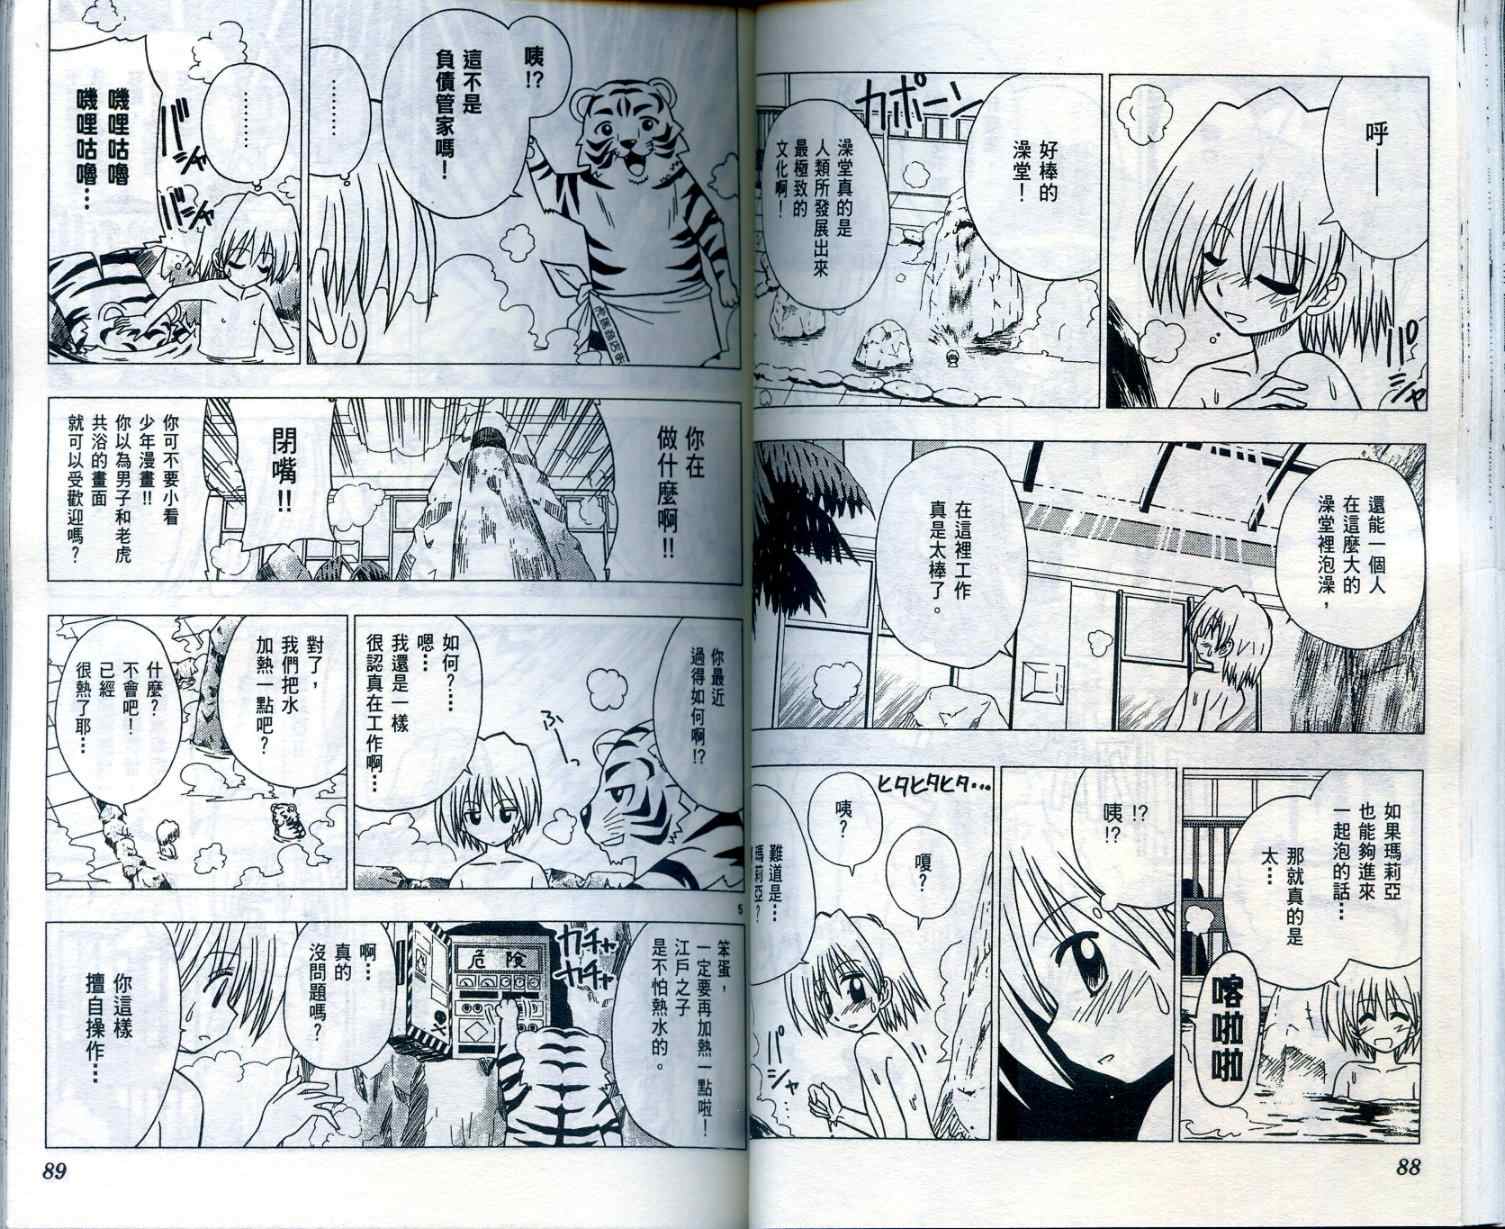 呼——
パシャ
好棒的
澡堂！
カポーン
澡堂真的是
人類所發展出來
最極致的
文化啊！
還能一個人
在這麼大的
澡堂裡泡澡，
在這裡工作
真是太棒了。
如果瑪莉亞
也能夠進來
一起泡的話…
那就真的是
太…
喀啦啦
!?
咦!?
ヒタヒタヒタ…
嗄？
咦？
難道是…
瑪莉亞？
パシャ
88
咦!?
這不是
負債管家嗎！
………
………
バシャ
バシャ
嘰哩咕嚕
嘰哩咕嚕…
你在
做什麼啊!!
閉嘴!!
你可不要小看
少年漫畫!!
你以為男子和老虎
共浴的畫面
就可以受歡迎嗎？
你最近
過得如何啊!?
ふー
如何？……
嗯…
我還是一樣
很認真在工作啊…
對了，
我們把水
加熱一點吧？
什麼？
不會吧！
已經
很熱了耶…
笨蛋，
一定要再加熱一點啦！
江戶之子
是不怕熱水的。
ガチャ
ガチャ
危険
啊…
真的
沒問題嗎？
你這樣
擅自操作…
89